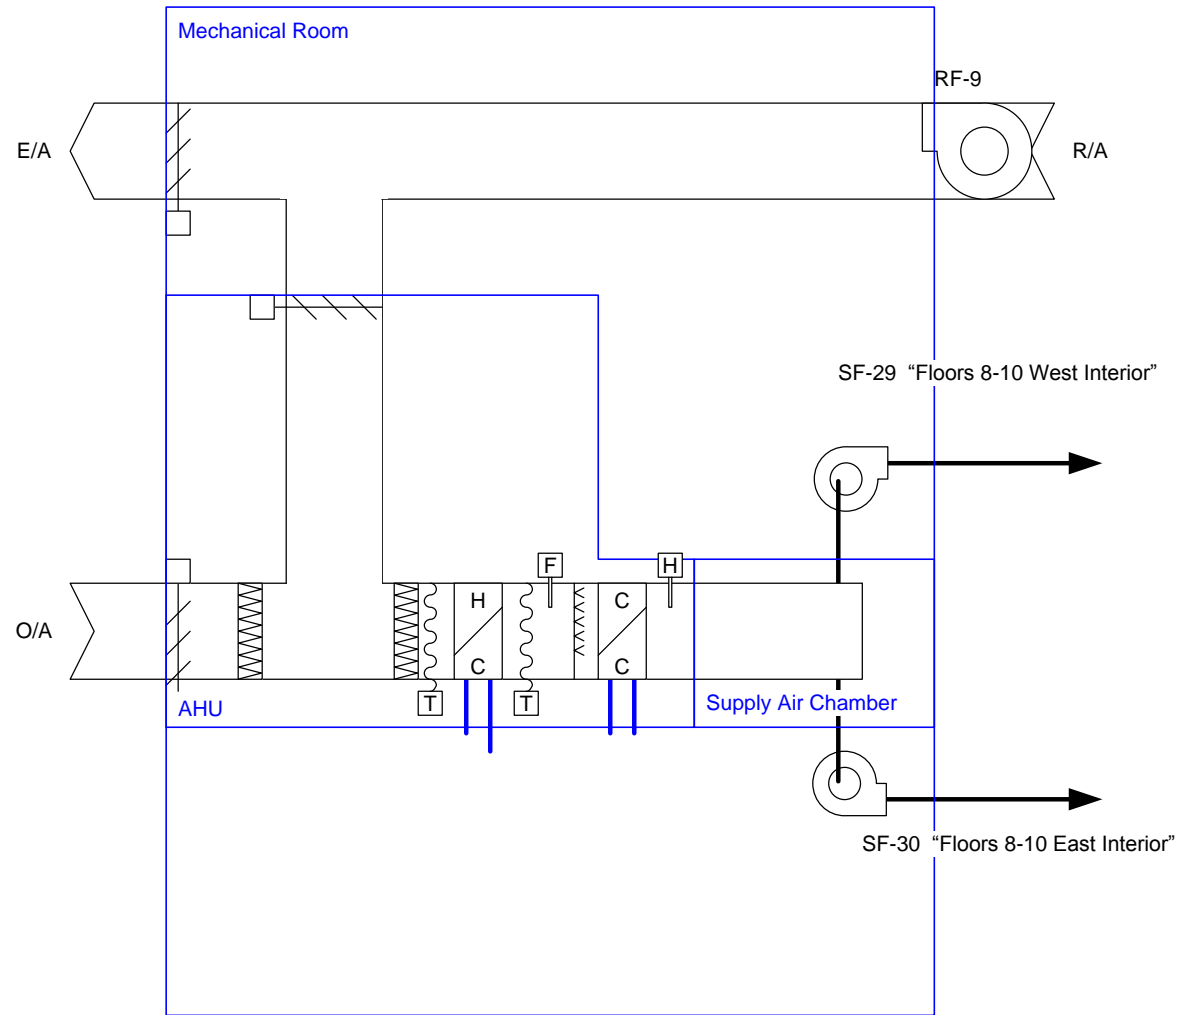 Mechanical Room
RF-9
E/A
R/A
SF-29 “Floors 8-10 West Interior”
F
H
H
C
O/A
C
C
T
T
AHU
Supply Air Chamber
SF-30 “Floors 8-10 East Interior”